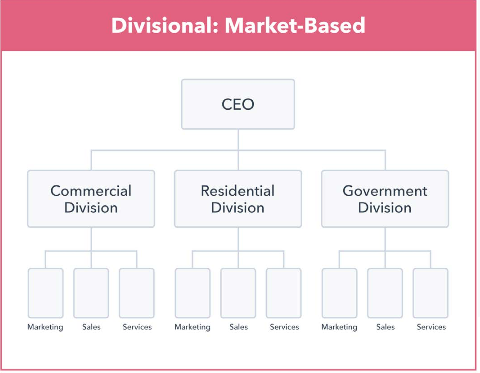 Divisional: Market-Based
CEO
Commercial
Division
Residential
Division
Government
Division
Marketing Sales Services Marketing Sales Services Marketing Sales Services